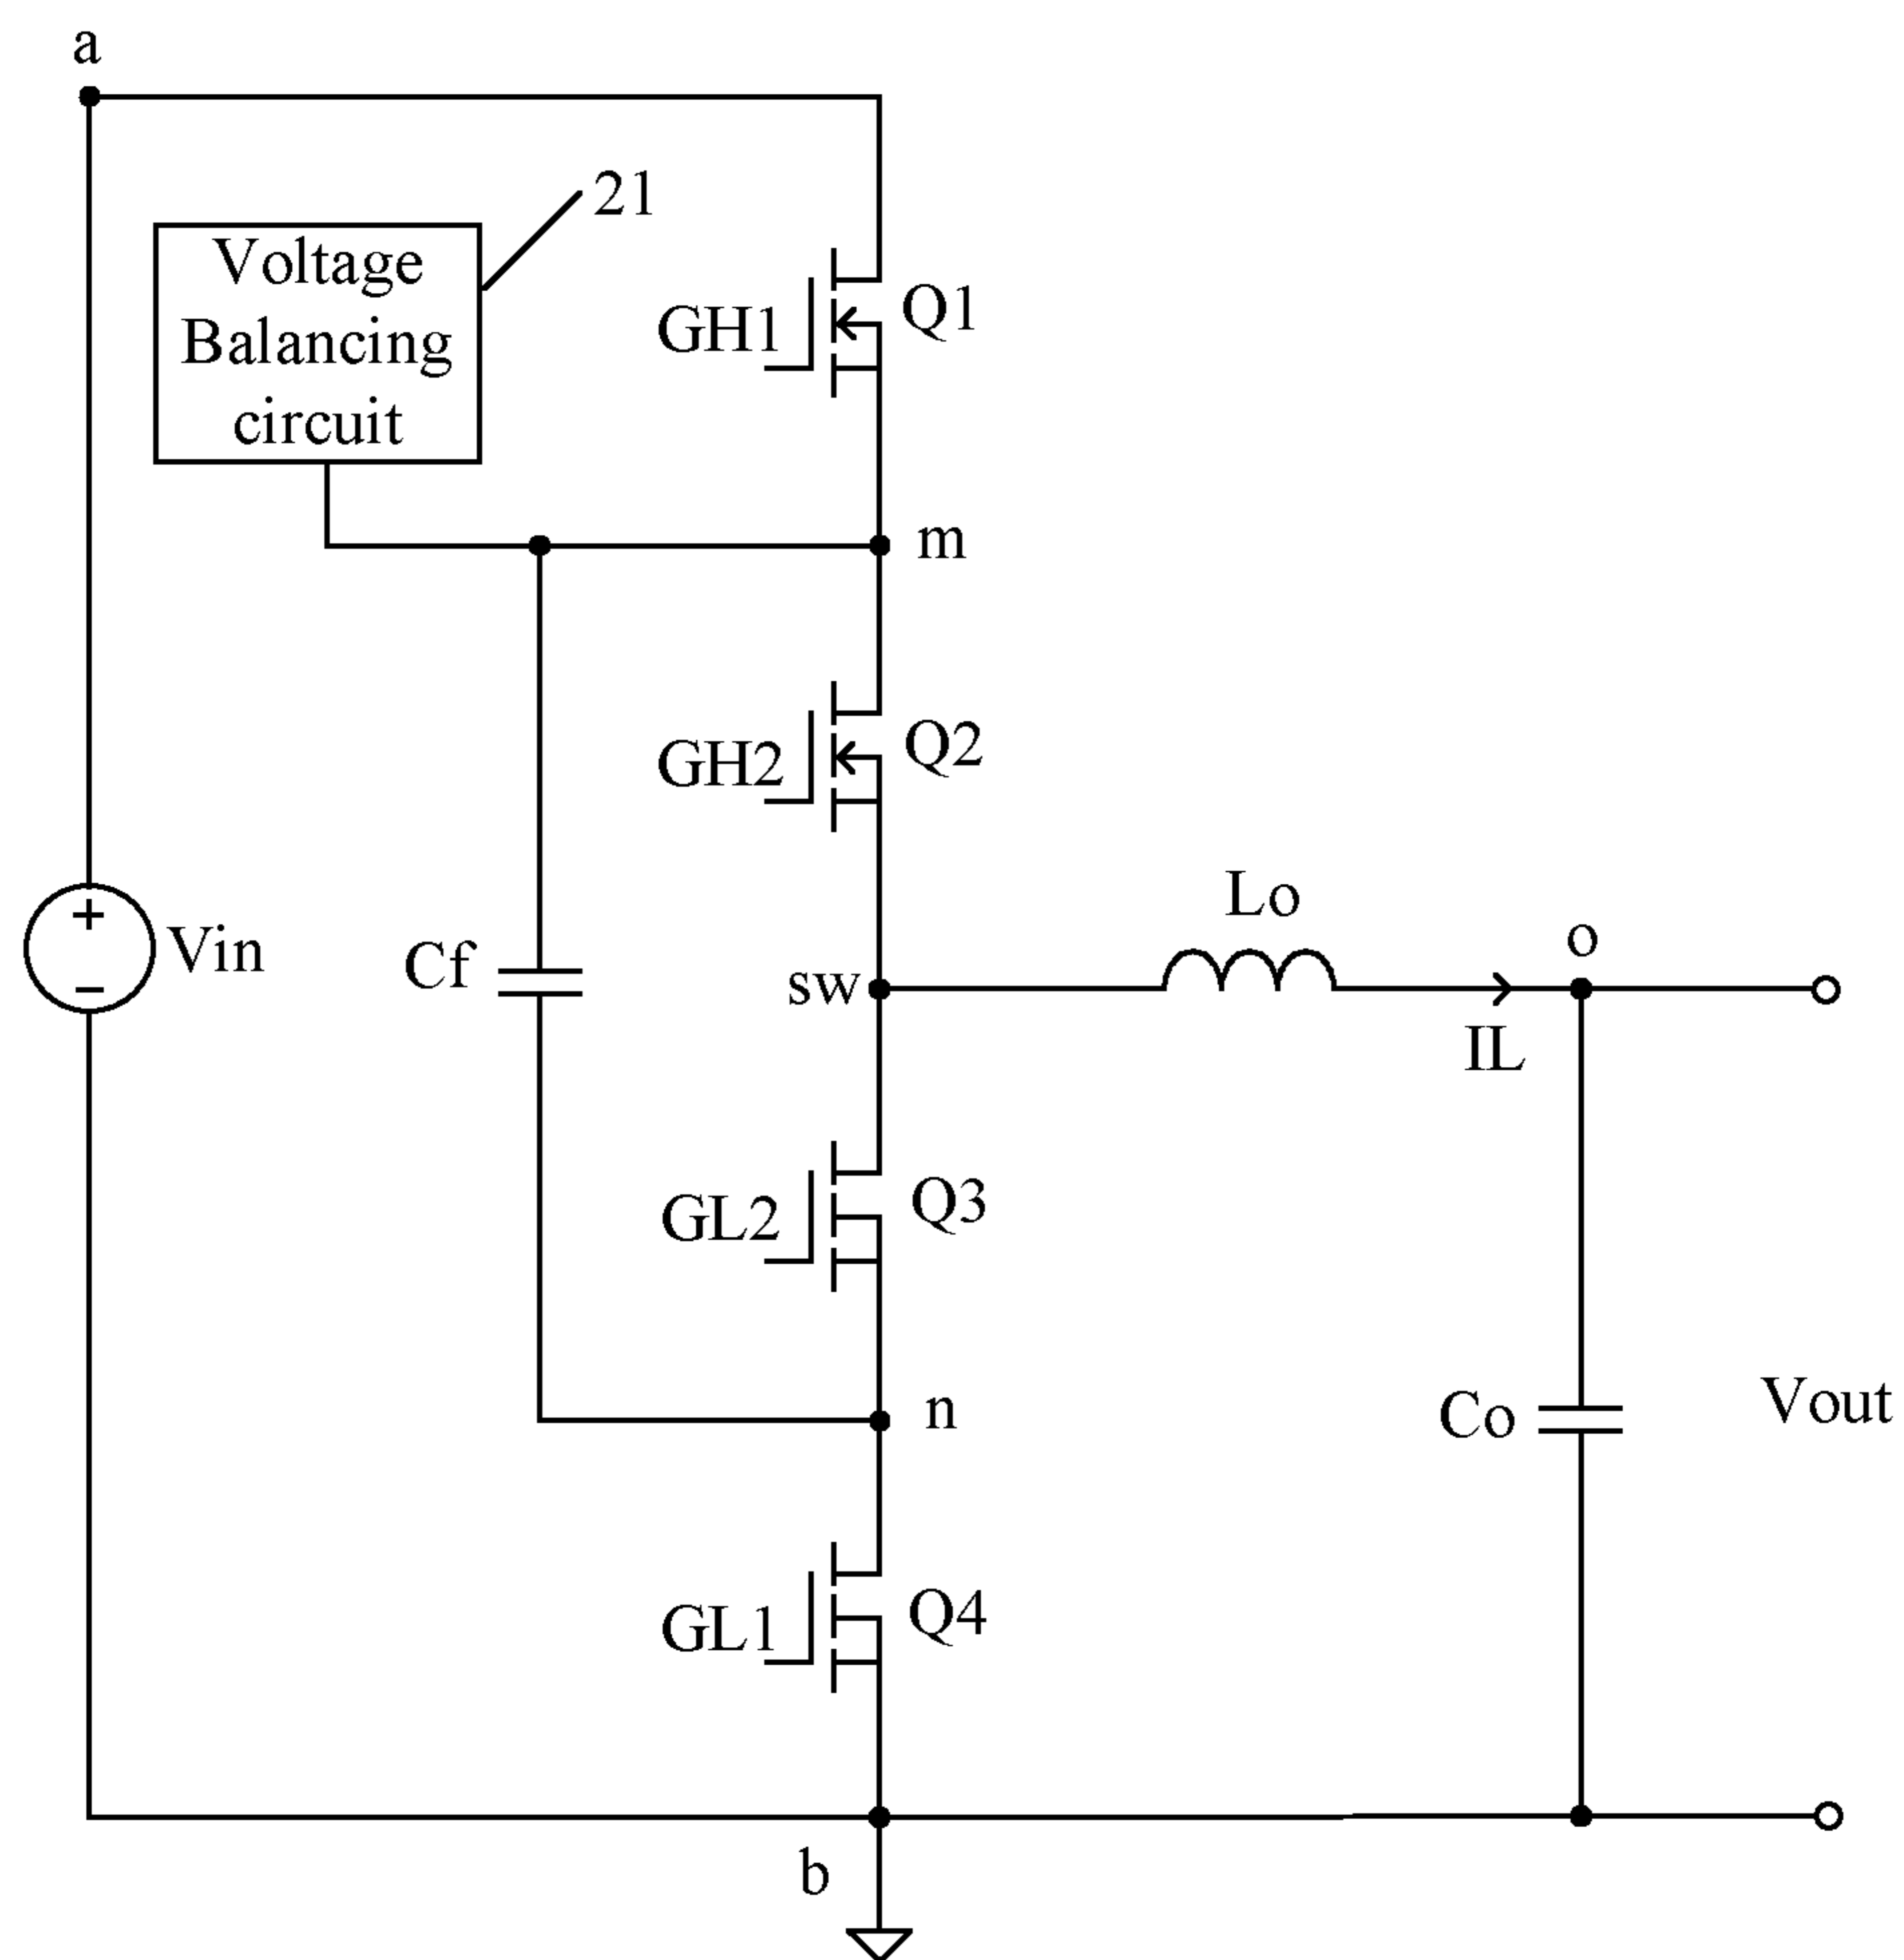 a
21
Voltage
Balancing
circuit
GH1
Q1
m
GH2
Q2
+
−
Vin
Cf
sw
Lo
o
IL
GL2
Q3
n
Co
Vout
GL1
Q4
b